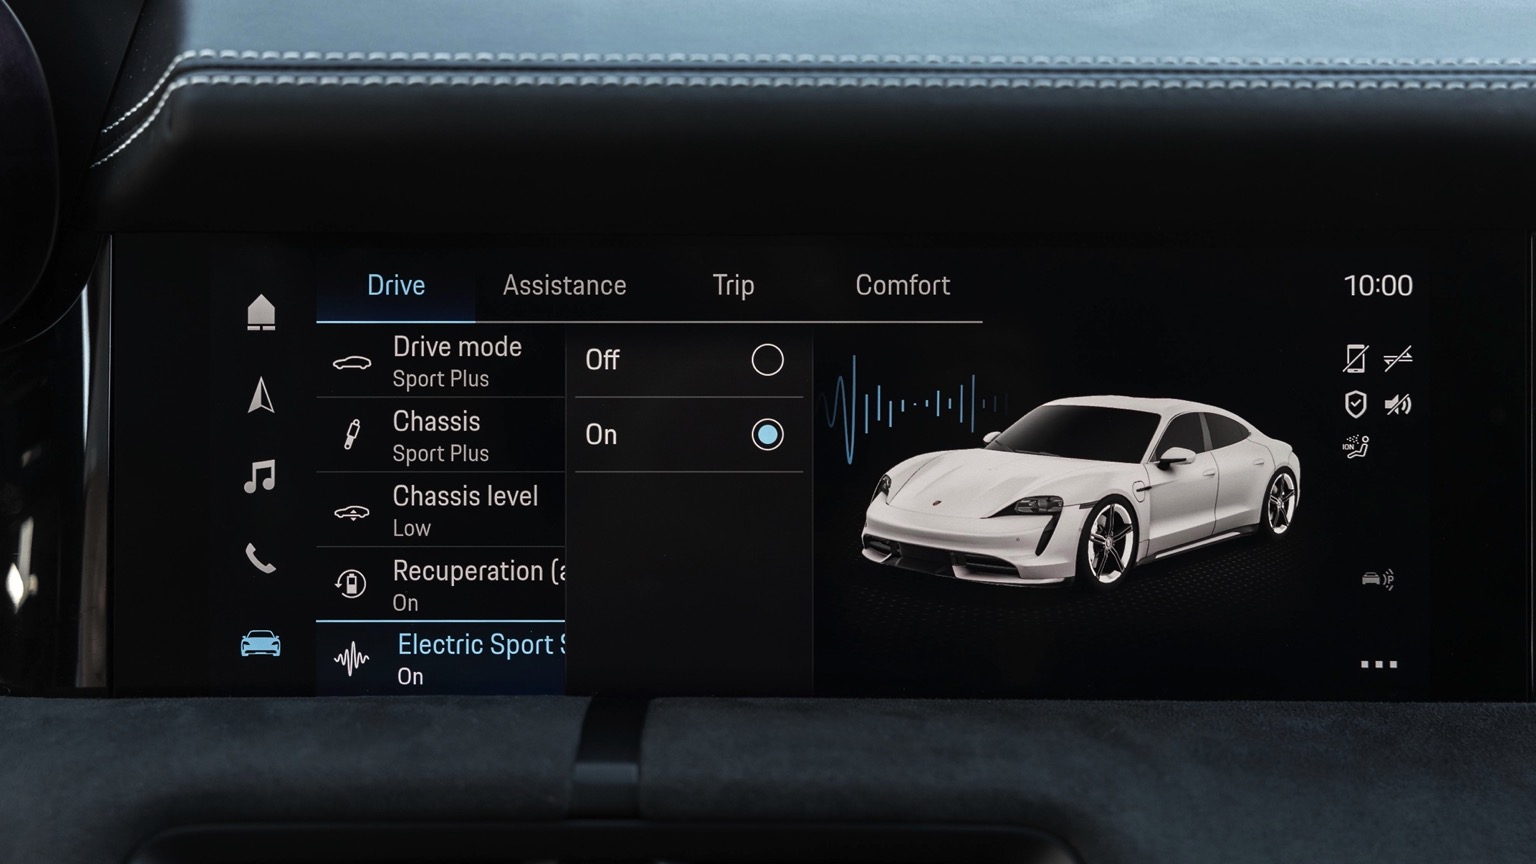 Drive Assistance Trip Comfort
10:00
Drive mode
Sport Plus
Chassis
Sport Plus
Chassis level
Low
Recuperation (a
On
Electric Sport S
On
Off
On
ION
P